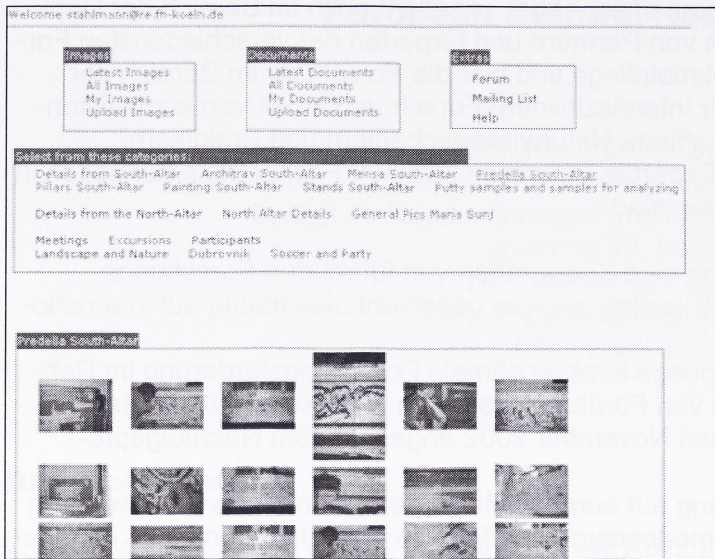 Welcome stahlmann@re.fh-koeln.de
Images
Latest Images
All Images
My Images
Upload Images
Documents
Latest Documents
All Documents
My Documents
Upload Documents
Extras
Forum
Mailing List
Help
Select from these categories:
Details from South-Altar Architrav South-Altar Mensa South-Altar Predella South-Altar
Pillars South-Altar Painting South-Altar Stands South-Altar Putty samples and samples for analyzing
Details from the North-Altar North Altar Details General Pics Maria Sunj
Meetings Excursions Participants
Landscape and Nature Dubrovnik Soccer and Party
Predella South-Altar